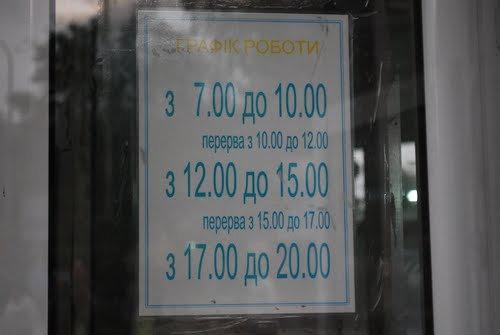 ГРАФІК РОБОТИ
з 7.00 до 10.00
перерва з 10.00 до 12.00
з 12.00 до 15.00
перерва з 15.00 до 17.00
з 17.00 до 20.00